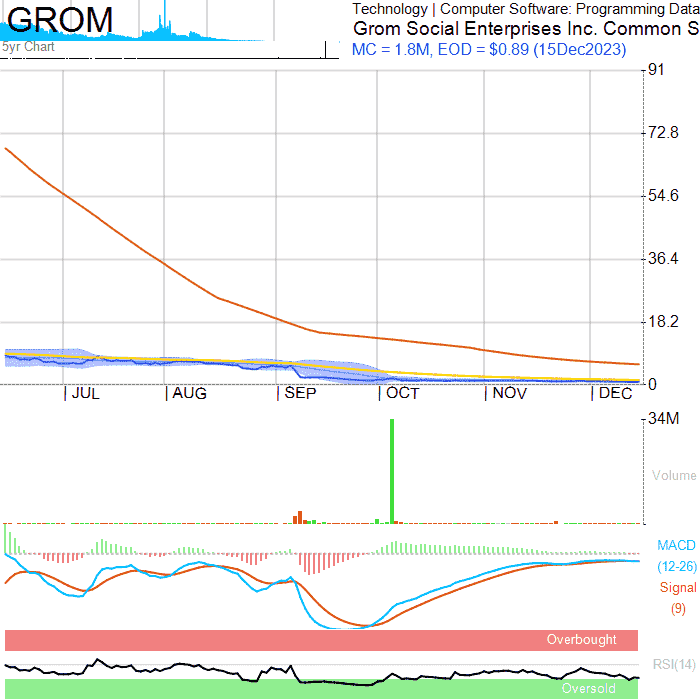 GROM
5yr Chart
Technology | Computer Software: Programming Data
Grom Social Enterprises Inc. Common S
MC = 1.8M, EOD = $0.89 (15Dec2023)
91
72.8
54.6
36.4
18.2
0
JUL
AUG
SEP
OCT
NOV
DEC
34M
Volume
MACD
(12-26)
Signal
(9)
Overbought
RSI(14)
Oversold